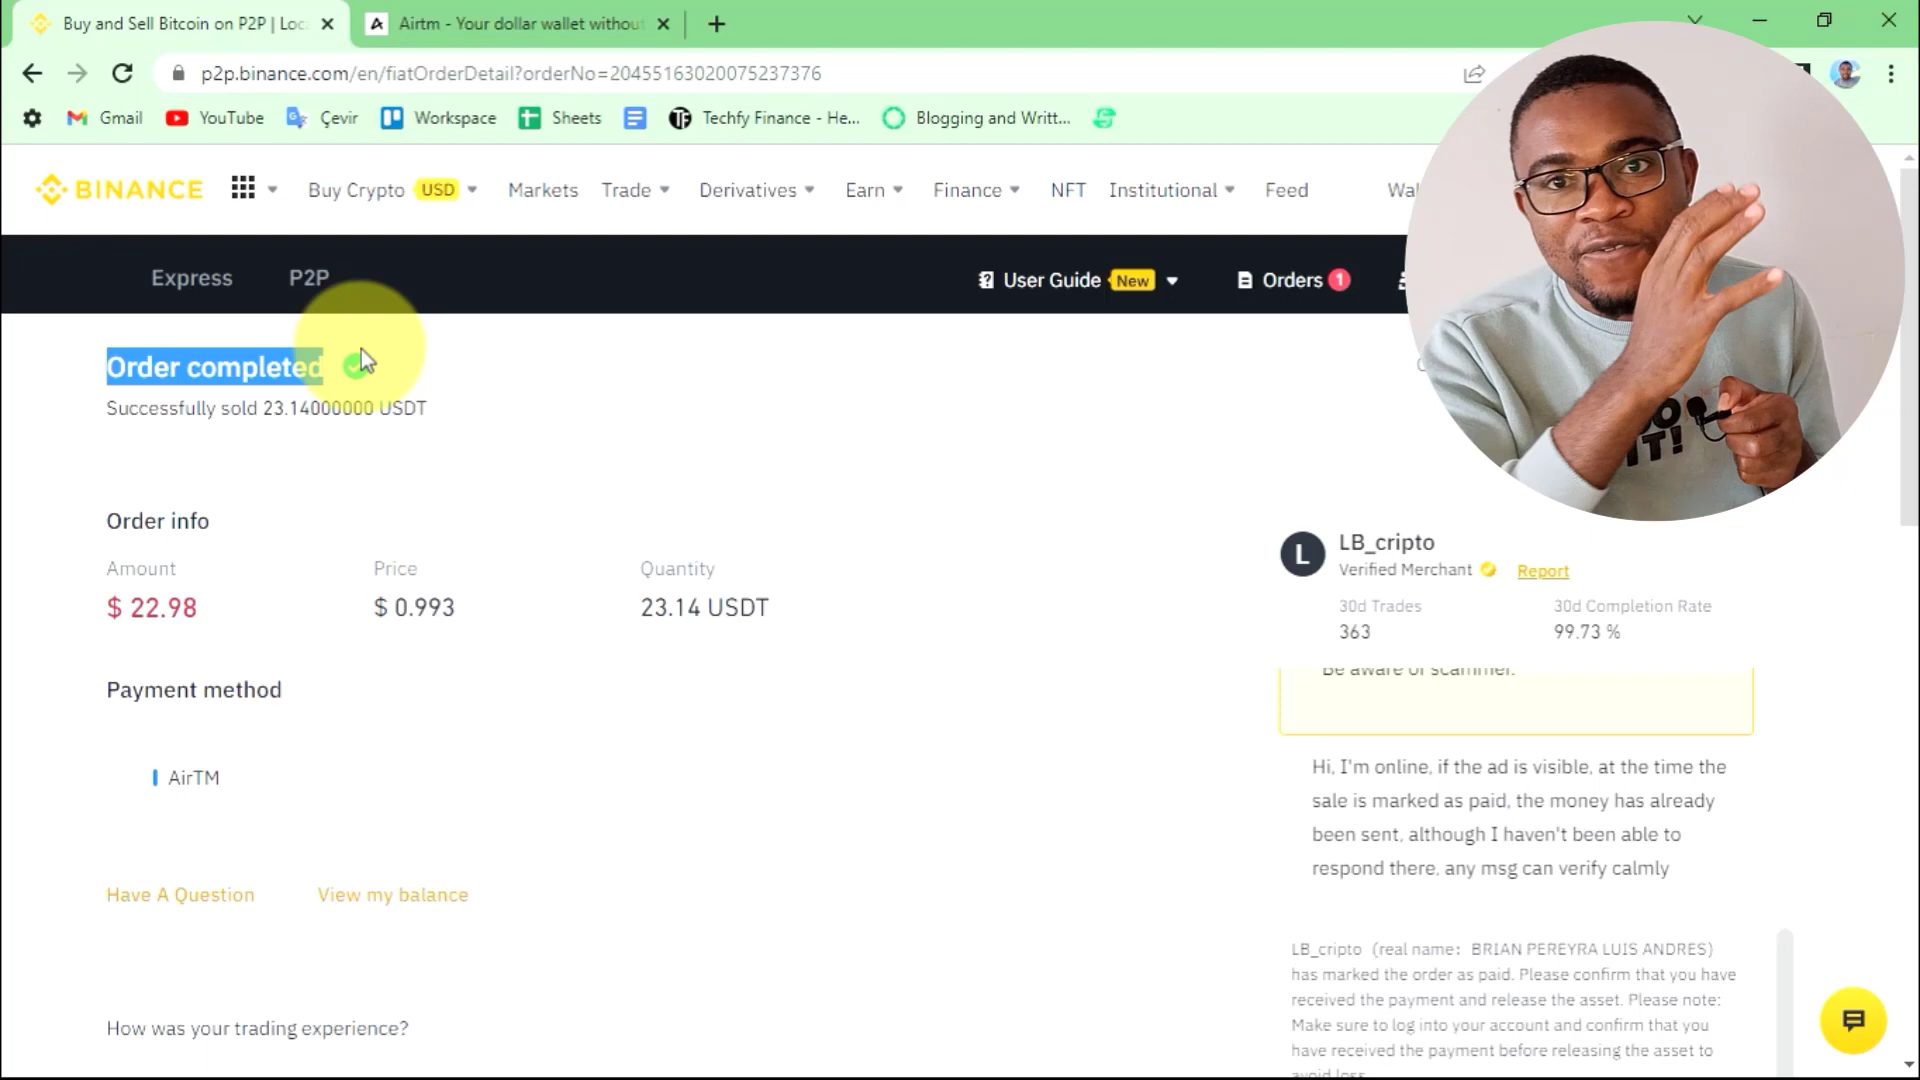 Buy and Sell Bitcoin on P2P | Loc
Airtm - Your dollar wallet withou
p2p.binance.com/en/fiatOrderDetail?orderNo=20455163020075237376
Gmail YouTube Çevir Workspace Sheets Techfy Finance - He... Blogging and Writt...
BINANCE Buy Crypto USD Markets Trade Derivatives Earn Finance NFT Institutional Feed
Express P2P User Guide New Orders 1
Order completed
Successfully sold 23.14000000 USDT
Order info
Amount Price Quantity
$ 22.98 $ 0.993 23.14 USDT
Payment method
AirTM
Have A Question View my balance
How was your trading experience?
L
LB_cripto
Verified Merchant Report
30d Trades 30d Completion Rate
363 99.73 %
Be aware of scammer.
Hi, I'm online, if the ad is visible, at the time the
sale is marked as paid, the money has already
been sent, although I haven't been able to
respond there, any msg can verify calmly
LB_cripto (real name: BRIAN PEREYRA LUIS ANDRES)
has marked the order as paid. Please confirm that you have
received the payment and release the asset. Please note:
Make sure to log into your account and confirm that you
have received the payment before releasing the asset to
avoid loss
IT!